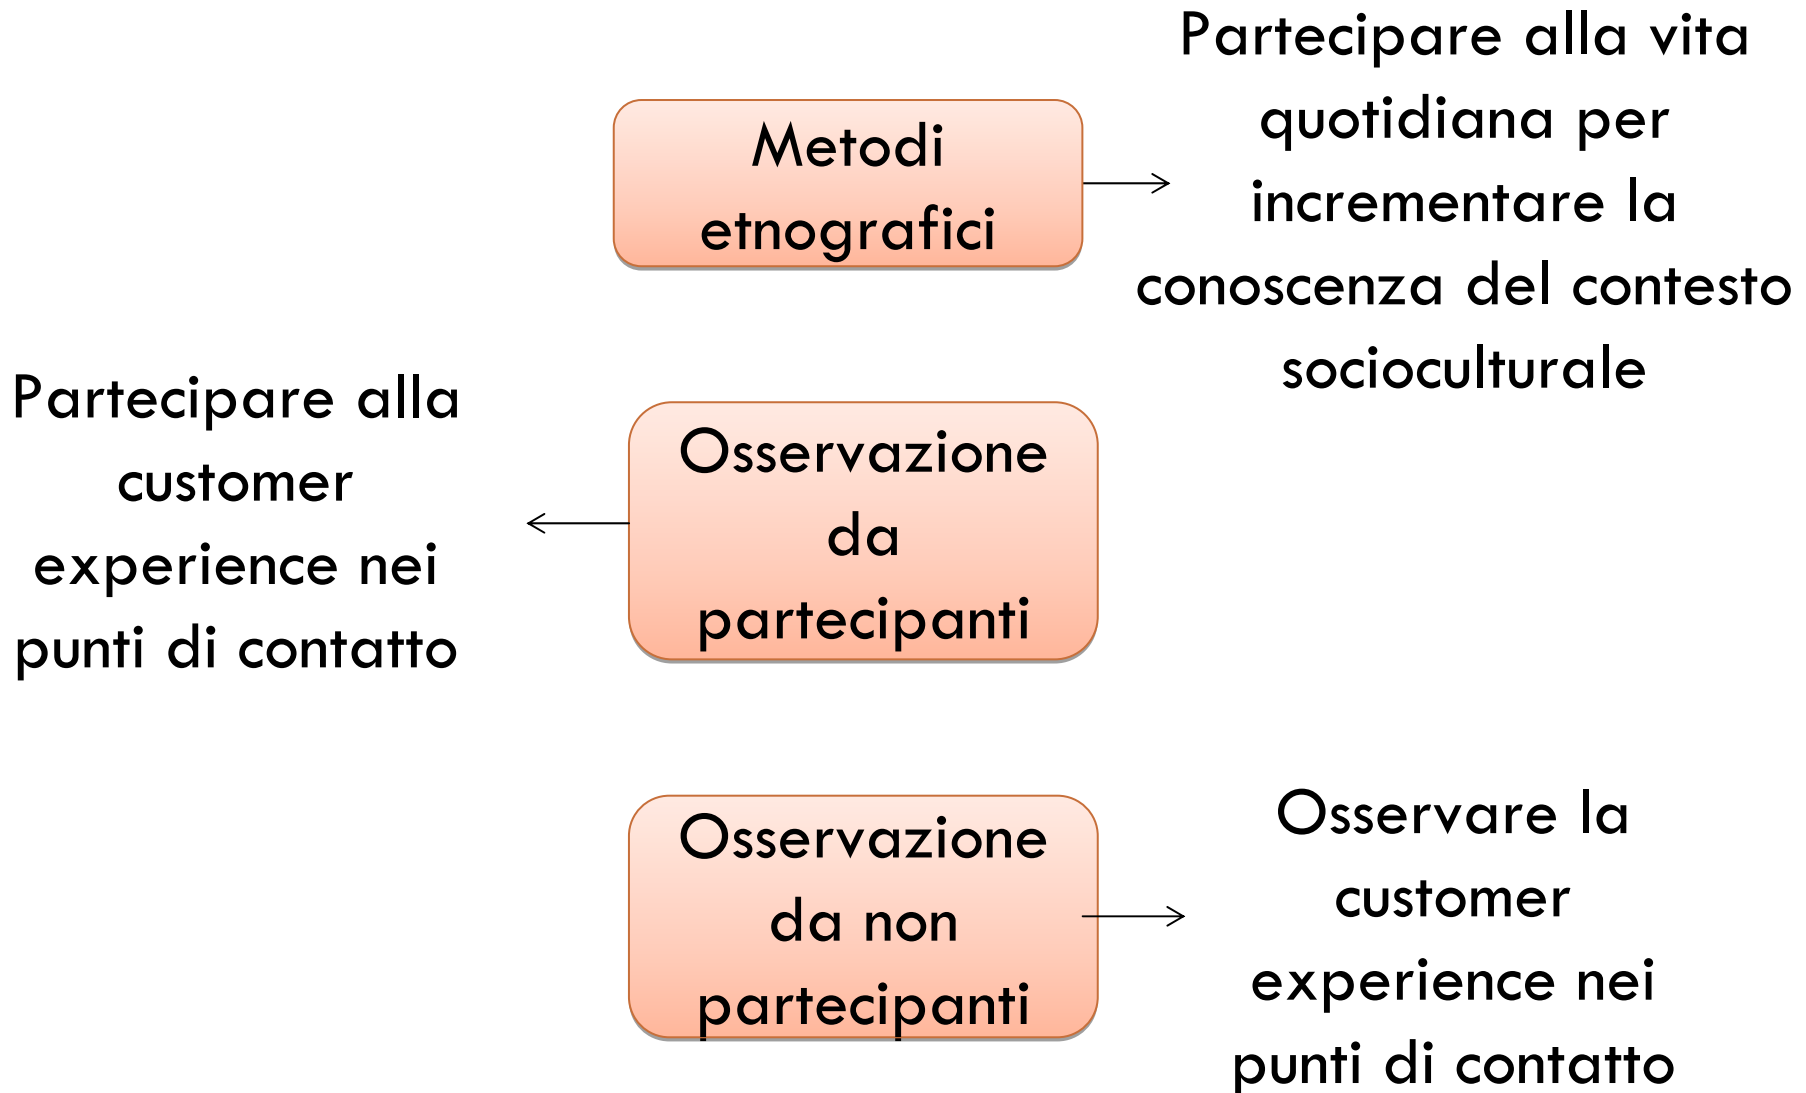 Metodi
etnografici
Partecipare alla vita
quotidiana per
incrementare la
conoscenza del contesto
socioculturale
Partecipare alla
customer
experience nei
punti di contatto
Osservazione
da
partecipanti
Osservazione
da non
partecipanti
Osservare la
customer
experience nei
punti di contatto